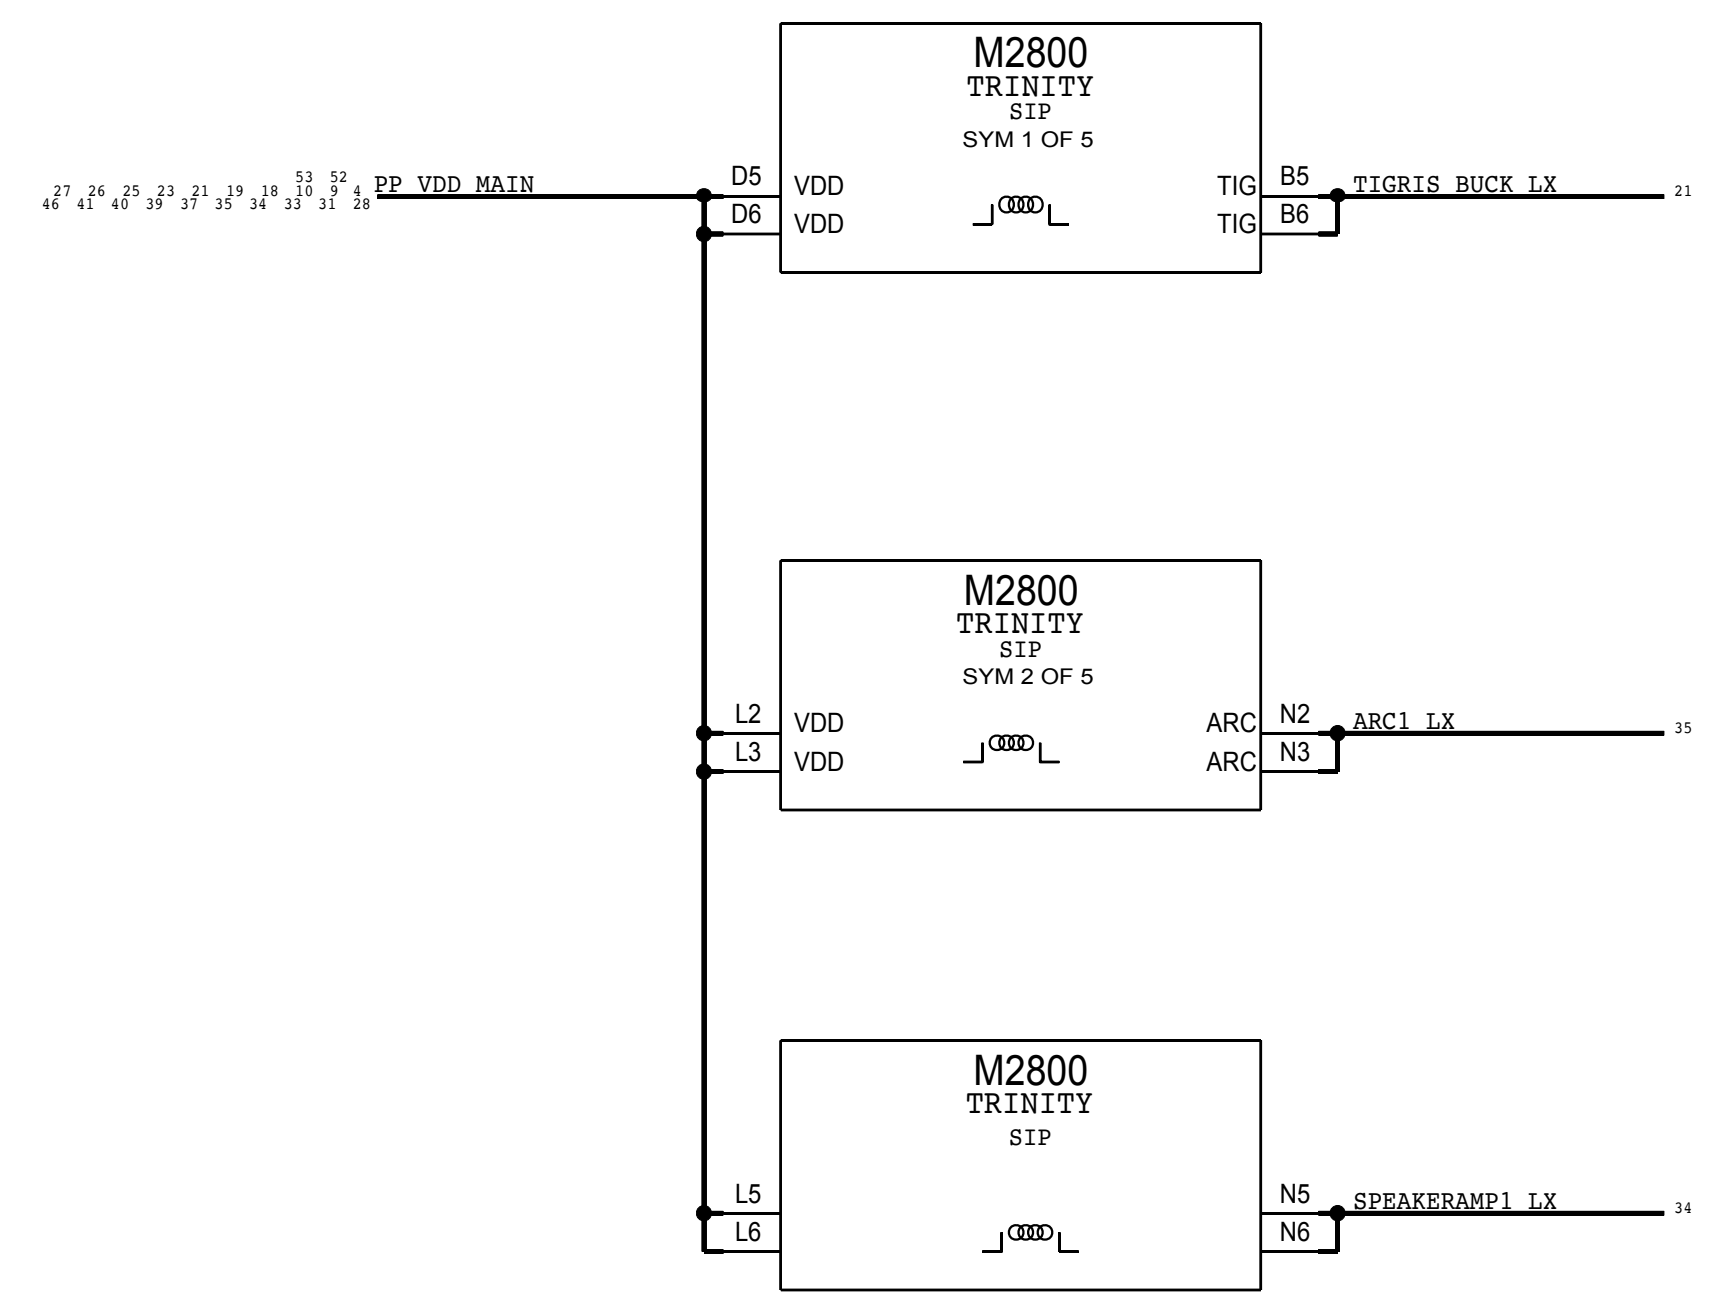 M2800
TRINITY
SIP
SYM 1 OF 5
53 52
27 26 25 23 21 19 18 10 9 4
46 41 40 39 37 35 34 33 31 28
PP VDD MAIN
D5 VDD TIG B5 TIGRIS BUCK LX 21
D6 VDD TIG B6
M2800
TRINITY
SIP
SYM 2 OF 5
L2 VDD ARC N2 ARC1 LX 35
L3 VDD ARC N3
M2800
TRINITY
SIP
L5 N5 SPEAKERAMP1 LX 34
L6 N6